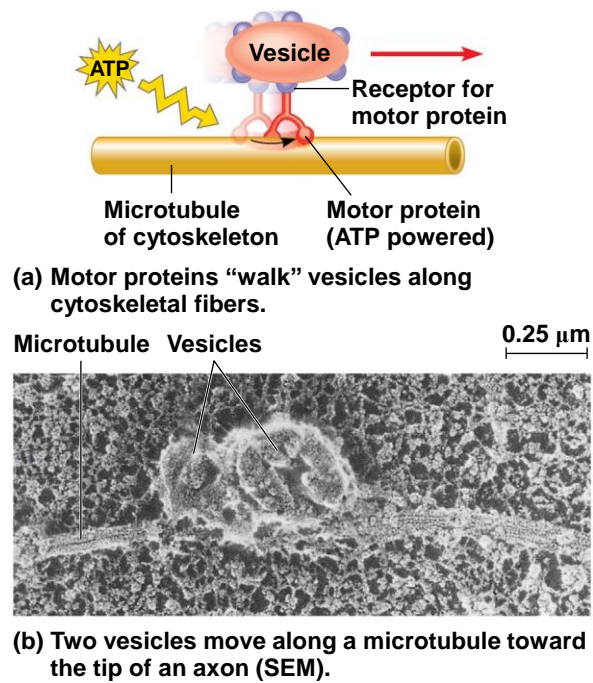 Vesicle
ATP
Receptor for
motor protein
Microtubule
of cytoskeleton
Motor protein
(ATP powered)
(a) Motor proteins “walk” vesicles along
cytoskeletal fibers.
Microtubule
Vesicles
0.25 μm
(b) Two vesicles move along a microtubule toward
the tip of an axon (SEM).